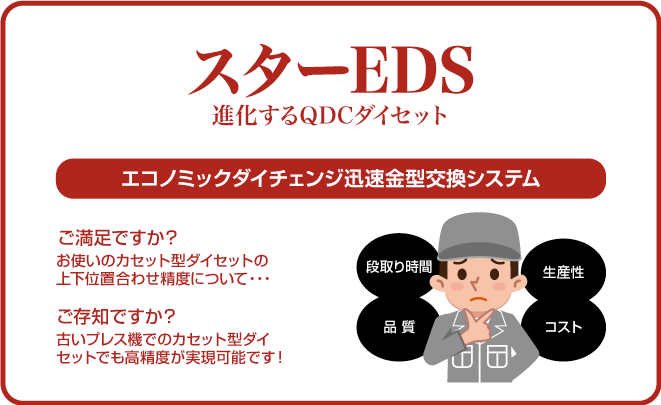 スターEDS
進化するQDCダイセット
エコノミックダイチェンジ迅速金型交換システム
ご満足ですか？
お使いのカセット型ダイセットの
上下位置合わせ精度について・・・
ご存知ですか？
古いプレス機でのカセット型ダイ
セットでも高精度が実現可能です！
段取り時間
生産性
品 質
コスト